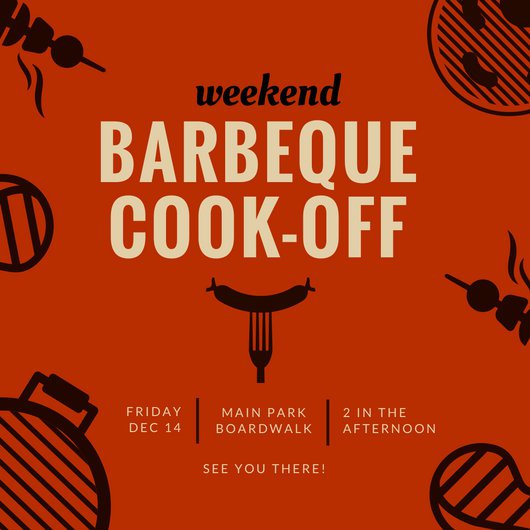 weekend
BARBEQUE
COOK-OFF
FRIDAY
DEC 14
MAIN PARK
BOARDWALK
2 IN THE
AFTERNOON
SEE YOU THERE!